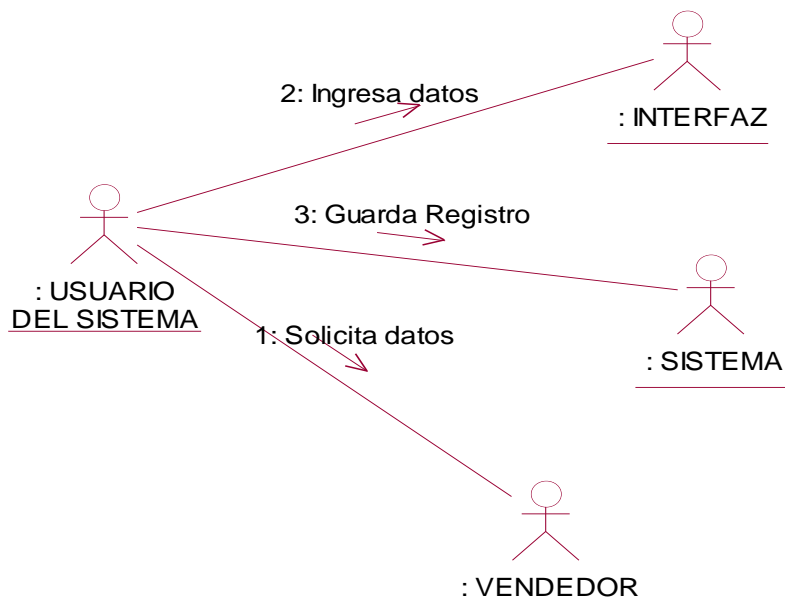 2: Ingresa datos
: INTERFAZ
3: Guarda Registro
: USUARIO
DEL SISTEMA
1: Solicita datos
: SISTEMA
: VENDEDOR